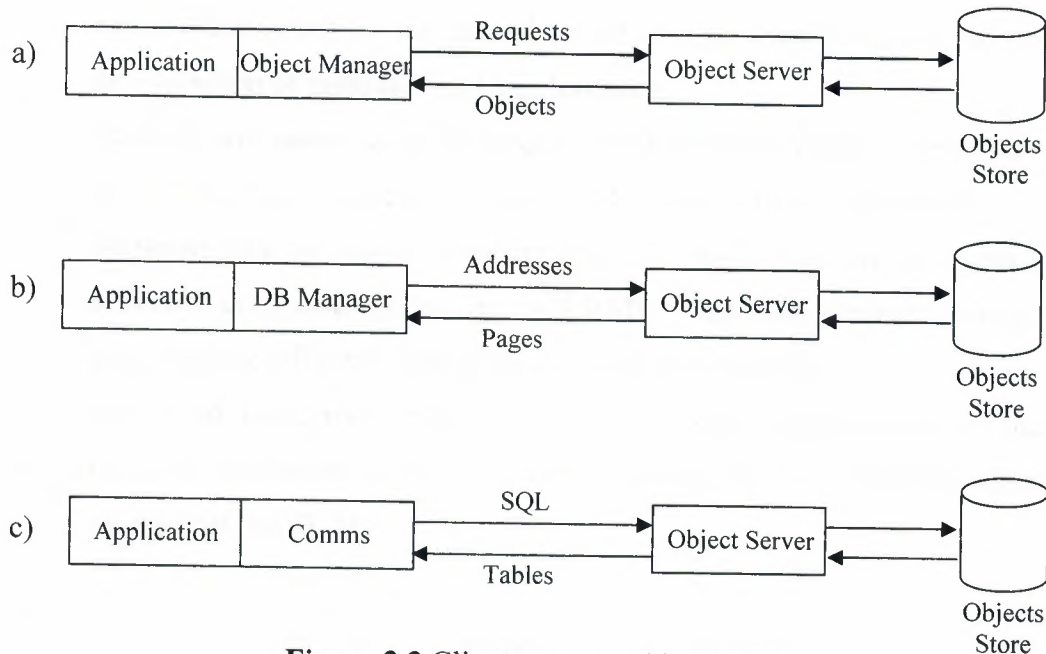 a)
Application Object Manager
Requests
Objects
Object Server
Objects
Store
b)
Application DB Manager
Addresses
Pages
Object Server
Objects
Store
c)
Application Comms
SQL
Tables
Object Server
Objects
Store
Figure